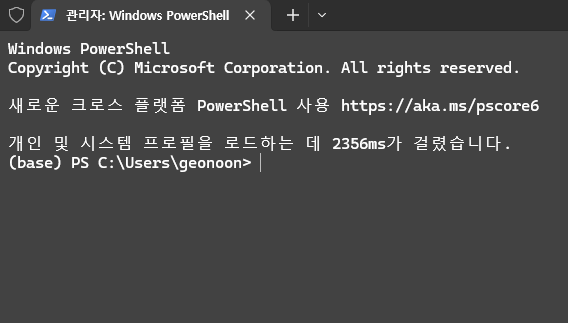 관리자: Windows PowerShell
Windows PowerShell
Copyright (C) Microsoft Corporation. All rights reserved.
새로운 크로스 플랫폼 PowerShell 사용 https://aka.ms/pscore6
개인 및 시스템 프로필을 로드하는 데 2356ms가 걸렸습니다.
(base) PS C:\Users\geonoon>